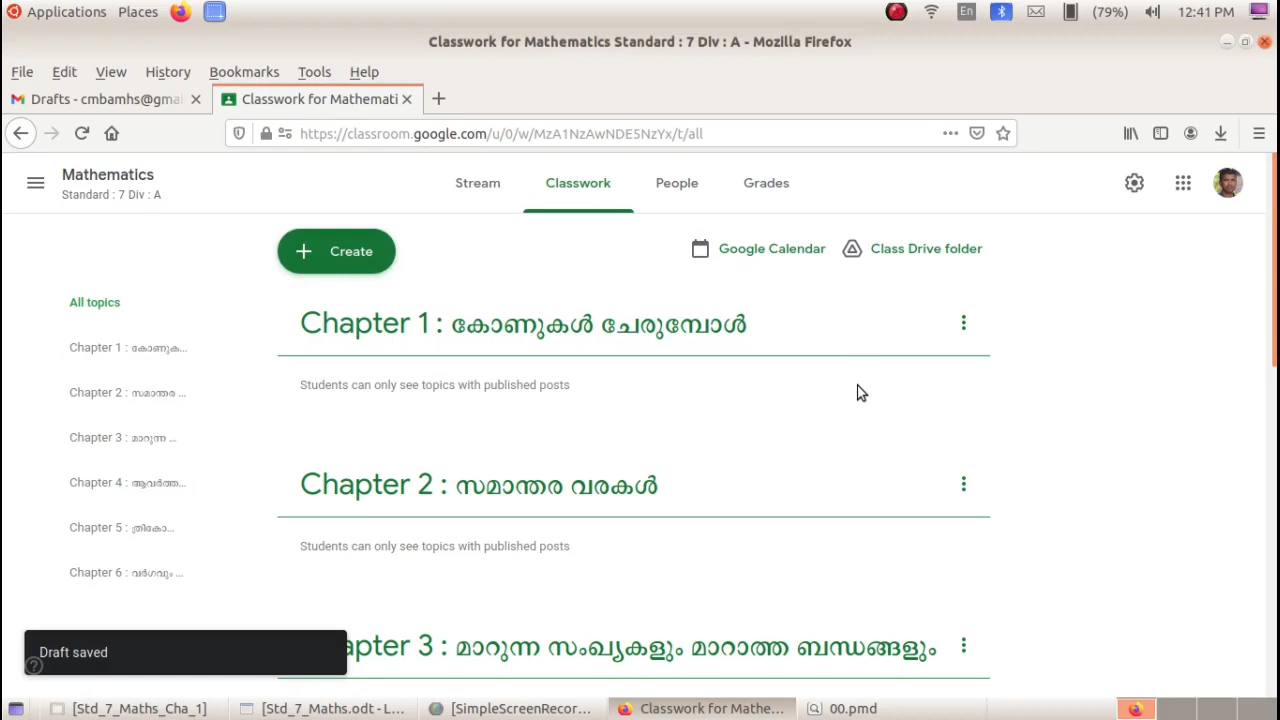 Applications Places En (79%) 12:41 PM
Classwork for Mathematics Standard : 7 Div : A - Mozilla Firefox
File Edit View History Bookmarks Tools Help
Drafts - cmbamhs@gma Classwork for Mathemati
https://classroom.google.com/u/0/w/MzA1NzAwNDE5NzYx/t/all
Mathematics
Standard : 7 Div : A
Stream Classwork People Grades
Create
Google Calendar Class Drive folder
All topics
Chapter 1 : കോണുക...
Chapter 2 : സമാന്തര ...
Chapter 3 : മാറുന്ന ...
Chapter 4 : ആവർത്ത...
Chapter 5 : ത്രികോ...
Chapter 6 : വർഗവും ...
Chapter 1 : കോണുകൾ ചേരുമ്പോൾ
Students can only see topics with published posts
Chapter 2 : സമാന്തര വരകൾ
Students can only see topics with published posts
apter 3 : മാറുന്ന സംഖ്യകളും മാറാത്ത ബന്ധങ്ങളും
Draft saved
[Std_7_Maths_Cha_1] [Std_7_Maths.odt - L... [SimpleScreenRecor... Classwork for Mathe... 00.pmd